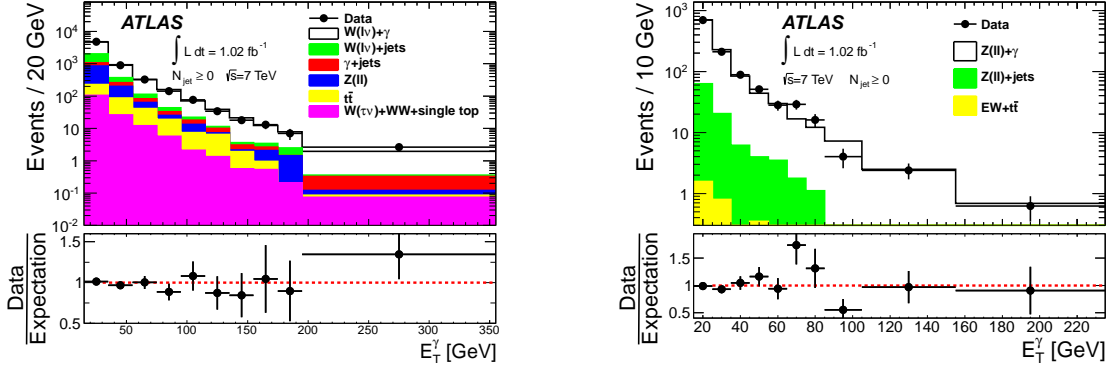 ATLAS
∫ L dt = 1.02 fb⁻¹
N_jet ≥ 0 √s=7 TeV
Data
W(lν)+γ
W(lν)+jets
γ+jets
Z(ll)
tt̄
W(τν)+WW+single top
Events / 20 GeV
10⁴
10³
10²
10
1
10⁻¹
10⁻²
Data
Expectation
1.5
1
0.5
50 100 150 200 250 300 350
E_T^γ [GeV]
ATLAS
∫ L dt = 1.02 fb⁻¹
√s=7 TeV N_jet ≥ 0
Data
Z(ll)+γ
Z(ll)+jets
EW+tt̄
Events / 10 GeV
10³
10²
10
1
Data
Expectation
1.5
1
0.5
20 40 60 80 100 120 140 160 180 200 220
E_T^γ [GeV]